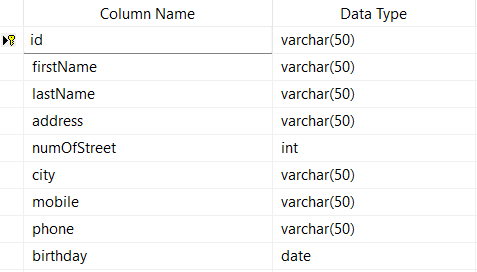 Column Name Data Type
id varchar(50)
firstName varchar(50)
lastName varchar(50)
address varchar(50)
numOfStreet int
city varchar(50)
mobile varchar(50)
phone varchar(50)
birthday date